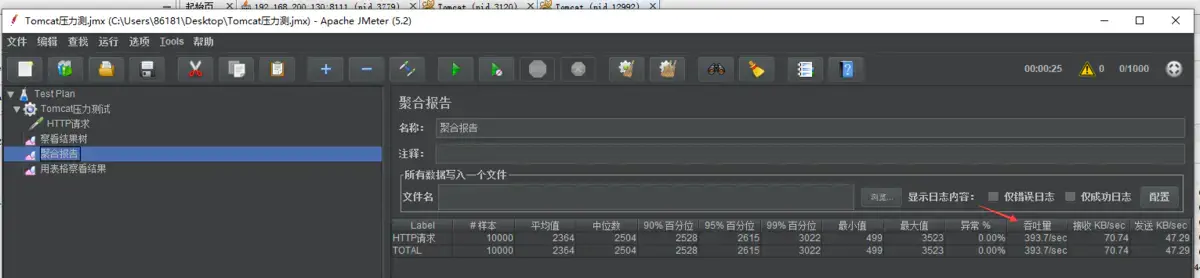 起始页 192.168.200.130:8111 (pid 3779) Tomcat (pid 3120) Tomcat (pid 12992)
Tomcat压力测.jmx (C:\Users\86181\Desktop\Tomcat压力测.jmx) - Apache JMeter (5.2)
文件 编辑 查找 运行 选项 Tools 帮助
00:00:25 0 0/1000
Test Plan
Tomcat压力测试
HTTP请求
察看结果树
聚合报告
用表格察看结果
聚合报告
名称: 聚合报告
注释:
所有数据写入一个文件
文件名 浏览... 显示日志内容: 仅错误日志 仅成功日志 配置
Label # 样本 平均值 中位数 90% 百分位 95% 百分位 99% 百分位 最小值 最大值 异常 % 吞吐量 接收 KB/sec 发送 KB/sec
HTTP请求 10000 2364 2504 2528 2615 3022 499 3523 0.00% 393.7/sec 70.74 47.29
TOTAL 10000 2364 2504 2528 2615 3022 499 3523 0.00% 393.7/sec 70.74 47.29